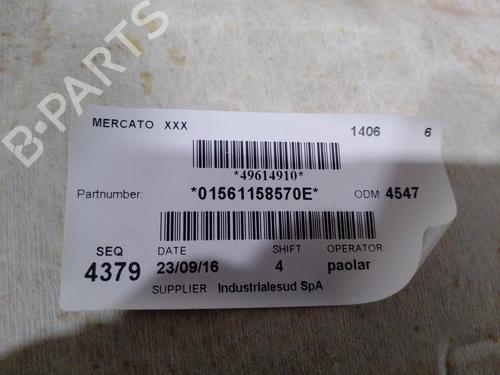 B-PARTS
MERCATO XXX
1406 6
*49614910*
Partnumber: *01561158570E* ODM 4547
SEQ DATE SHIFT OPERATOR
4379 23/09/16 4 paolar
SUPPLIER Industrialesud SpA